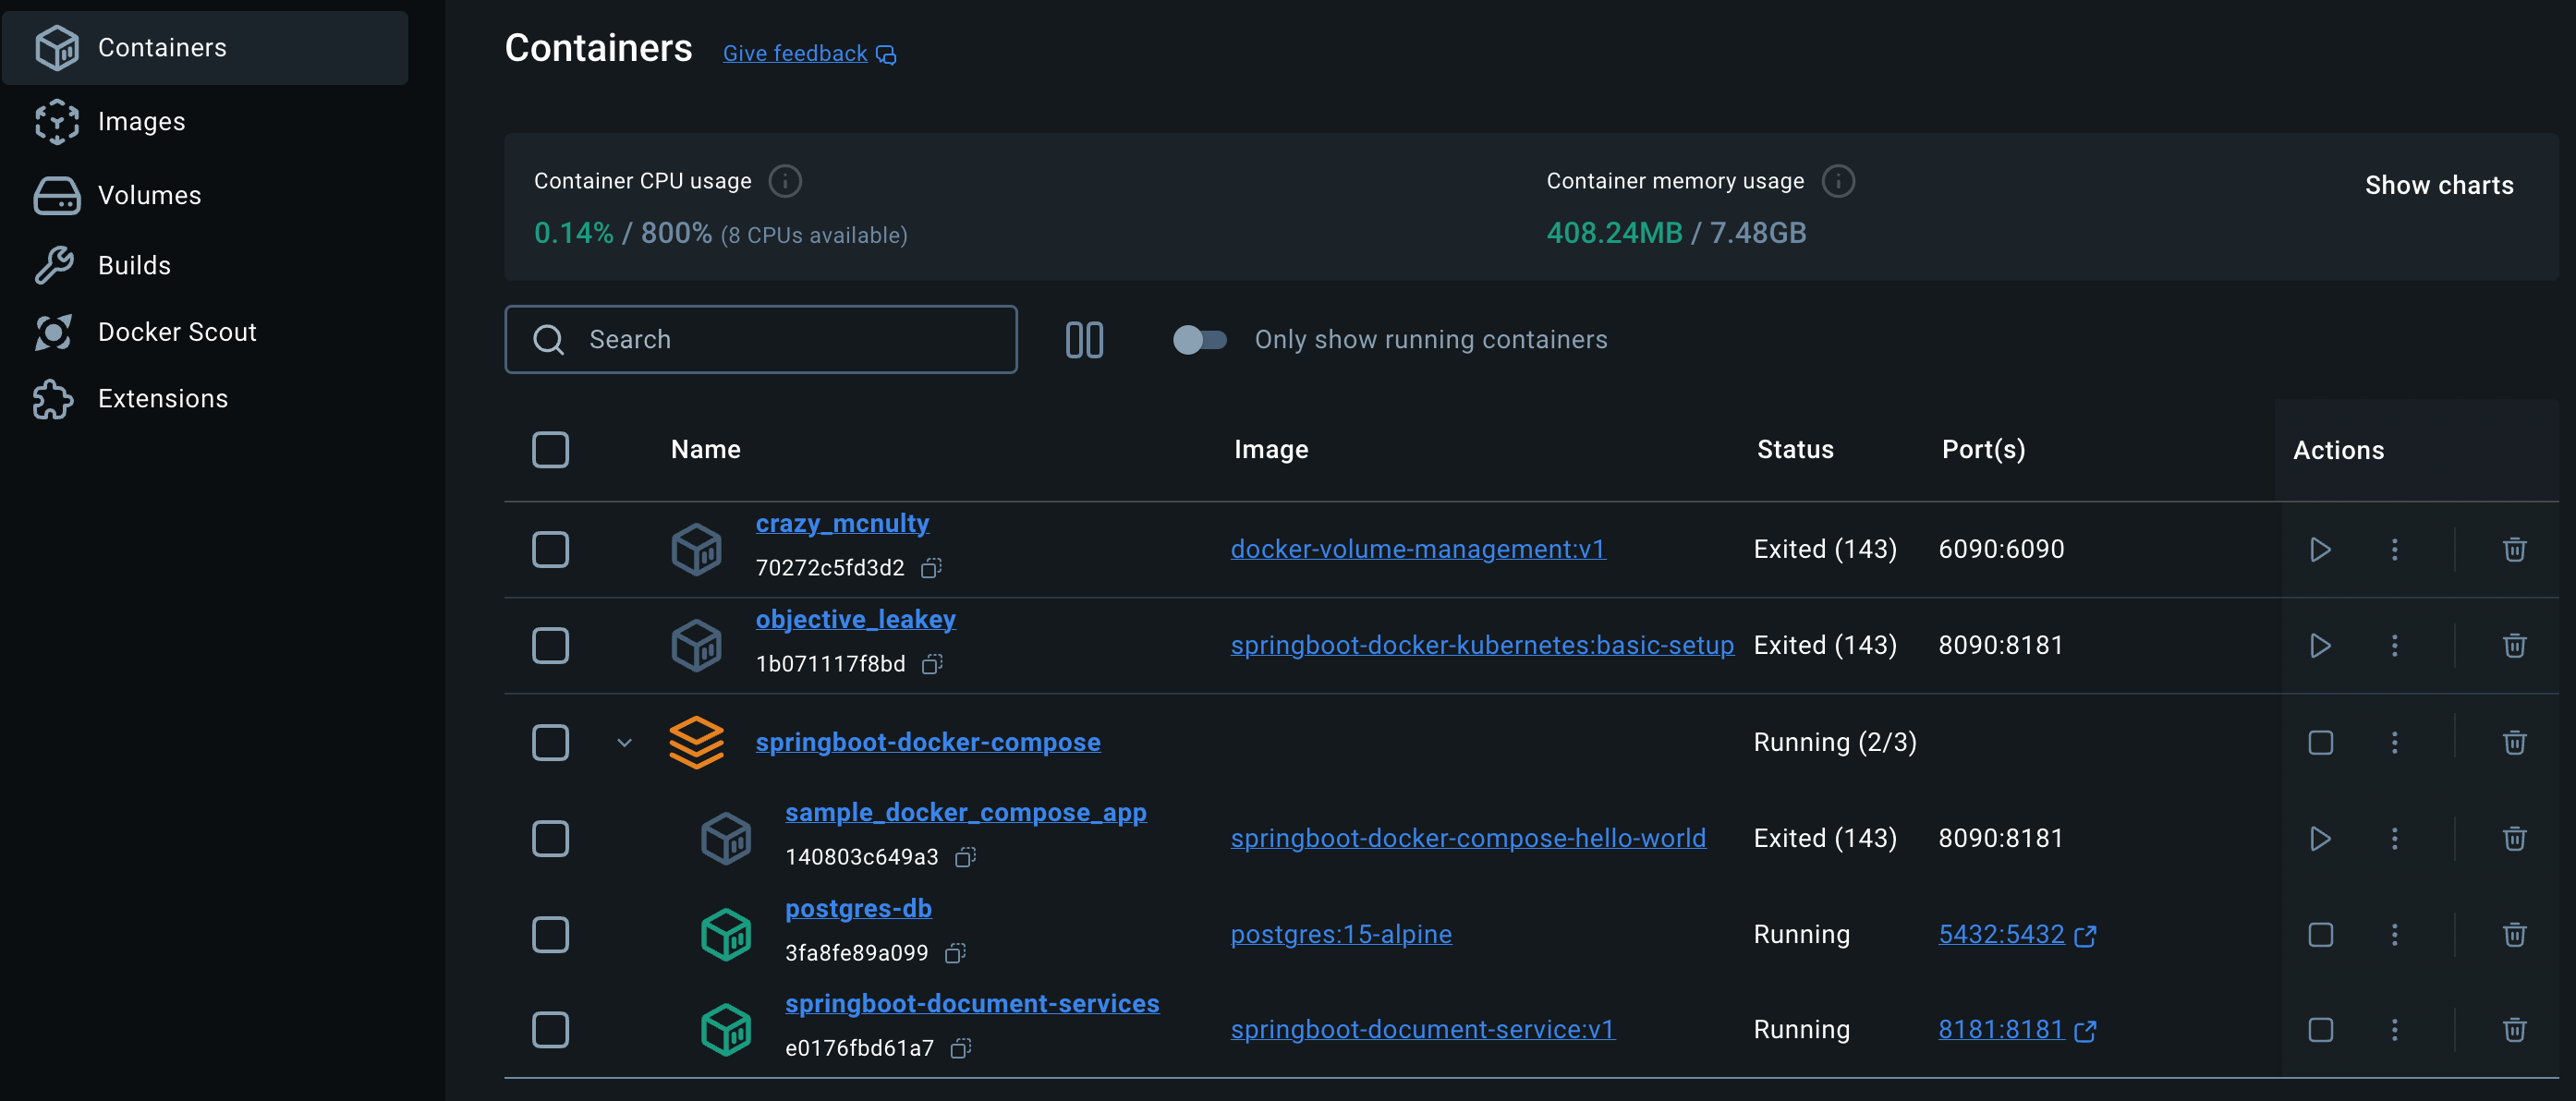 Containers
Images
Volumes
Builds
Docker Scout
Extensions
Containers Give feedback
Container CPU usage
0.14% / 800% (8 CPUs available)
Container memory usage
408.24MB / 7.48GB
Show charts
Search
Only show running containers
Name Image Status Port(s) Actions
crazy_mcnulty
70272c5fd3d2
docker-volume-management:v1 Exited (143) 6090:6090
objective_leakey
1b071117f8bd
springboot-docker-kubernetes:basic-setup Exited (143) 8090:8181
springboot-docker-compose Running (2/3)
sample_docker_compose_app
140803c649a3
springboot-docker-compose-hello-world Exited (143) 8090:8181
postgres-db
3fa8fe89a099
postgres:15-alpine Running 5432:5432
springboot-document-services
e0176fbd61a7
springboot-document-service:v1 Running 8181:8181